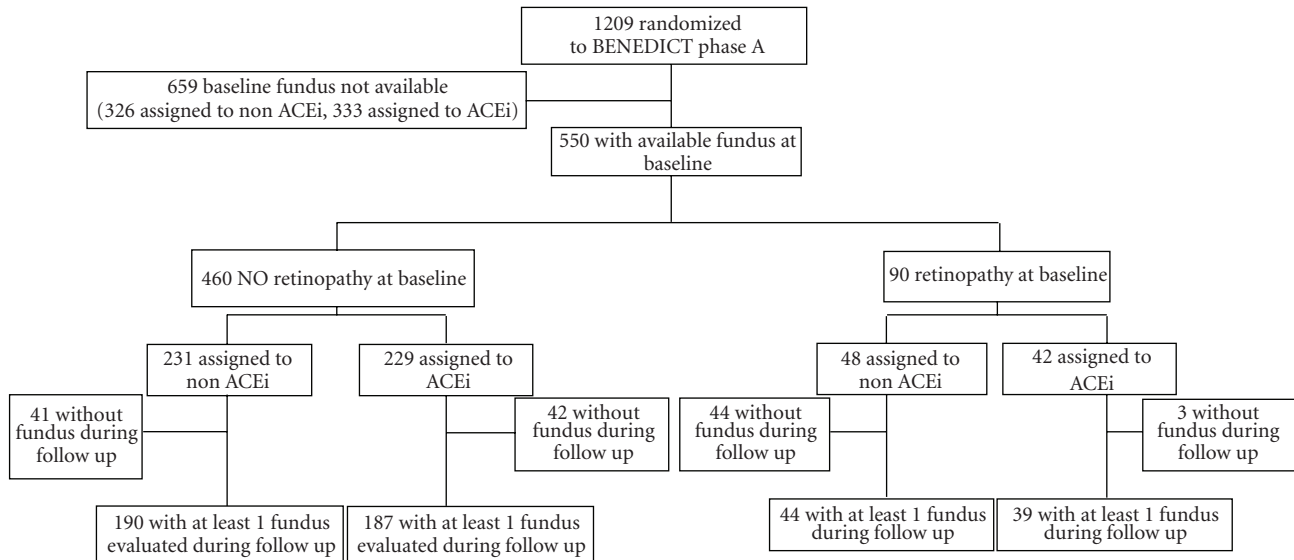 1209 randomized
to BENEDICT phase A
659 baseline fundus not available
(326 assigned to non ACEi, 333 assigned to ACEi)
550 with available fundus at
baseline
460 NO retinopathy at baseline
90 retinopathy at baseline
231 assigned to
non ACEi
229 assigned to
ACEi
48 assigned to
non ACEi
42 assigned to
ACEi
41 without
fundus during
follow up
42 without
fundus during
follow up
44 without
fundus during
follow up
3 without
fundus during
follow up
190 with at least 1 fundus
evaluated during follow up
187 with at least 1 fundus
evaluated during follow up
44 with at least 1 fundus
during follow up
39 with at least 1 fundus
during follow up